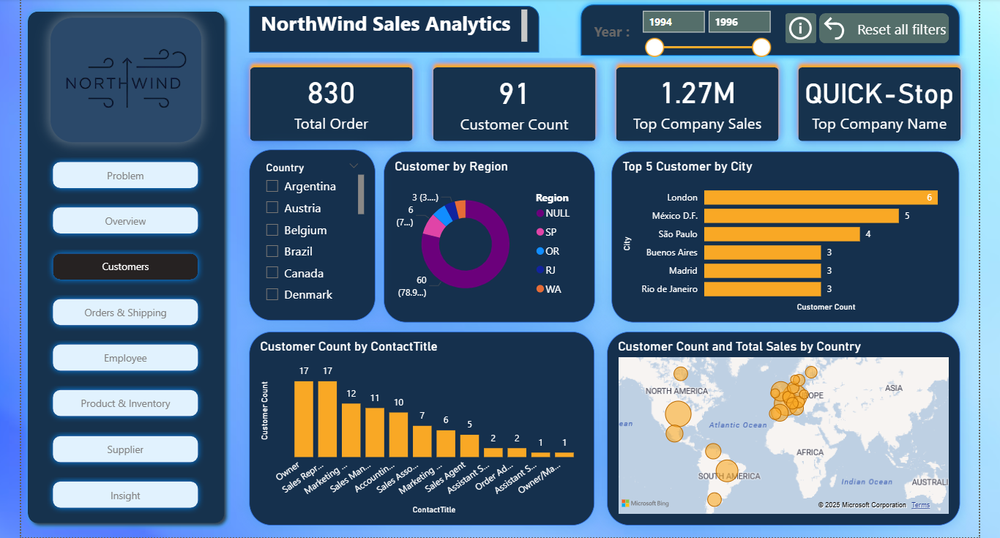 NORTHWIND
Problem
Overview
Customers
Orders & Shipping
Employee
Product & Inventory
Supplier
Insight
NorthWind Sales Analytics
Year :
1994
1996
Reset all filters
830
Total Order
91
Customer Count
1.27M
Top Company Sales
QUICK-Stop
Top Company Name
Country
Argentina
Austria
Belgium
Brazil
Canada
Denmark
Customer by Region
3 (3....)
6
(7...)
60
(78.9...)
Region
NULL
SP
OR
RJ
WA
Top 5 Customer by City
City
London 6
México D.F. 5
São Paulo 4
Buenos Aires 3
Madrid 3
Rio de Janeiro 3
Customer Count
Customer Count by ContactTitle
Customer Count
17 17 12 11 10 7 6 5 2 2 1 1
Owner
Sales Repr...
Marketing ...
Sales Man...
Accountin...
Sales Asso...
Marketing ...
Sales Agent
Assistant S...
Order Ad...
Assistant S...
Owner/Ma...
ContactTitle
Customer Count and Total Sales by Country
NORTH AMERICA
OPE
ASIA
ean
Atlantic Ocean
AFRICA
SOUTH AMERICA
Indian Ocean
AUSTRALI
Microsoft Bing
© 2025 Microsoft Corporation Terms